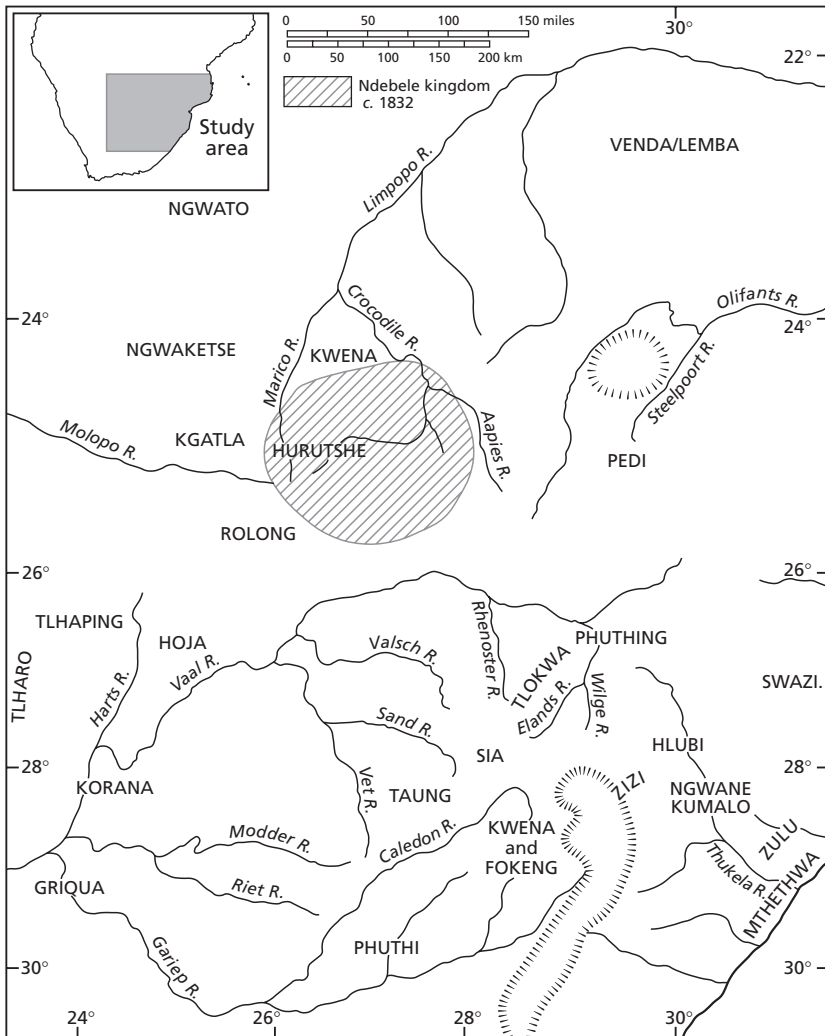 0 50 100 150 miles
0 50 100 150 200 km
30°
22°
Ndebele kingdom
c. 1832
Study
area
VENDA/LEMBA
Limpopo R.
NGWATO
24°
Crocodile R.
Olifants R.
24°
NGWAKETSE
Marico R.
KWENA
Steelpoort R.
Molopo R.
KGATLA
HURUTSHE
Aapies R.
PEDI
ROLONG
26°
26°
TLHAPING
HOJA
Valsch R.
Rhenoster R.
TLOKWA
PHUTHING
TLHARO
Harts R.
Vaal R.
Elands R.
Wilge R.
SWAZI.
Sand R.
SIA
HLUBI
28°
28°
KORANA
Vet R.
TAUNG
ZIZI
NGWANE
KUMALO
Modder R.
Caledon R.
KWENA
and
FOKENG
ZULU
Thukela R.
GRIQUA
Riet R.
MTHETHWA
Gariep R.
PHUTHI
30°
30°
24°
26°
28°
30°